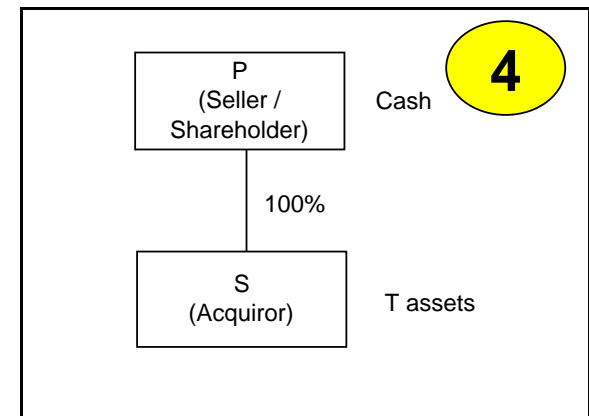 4
P
(Seller /
Shareholder)
Cash
100%
S
(Acquiror)
T assets